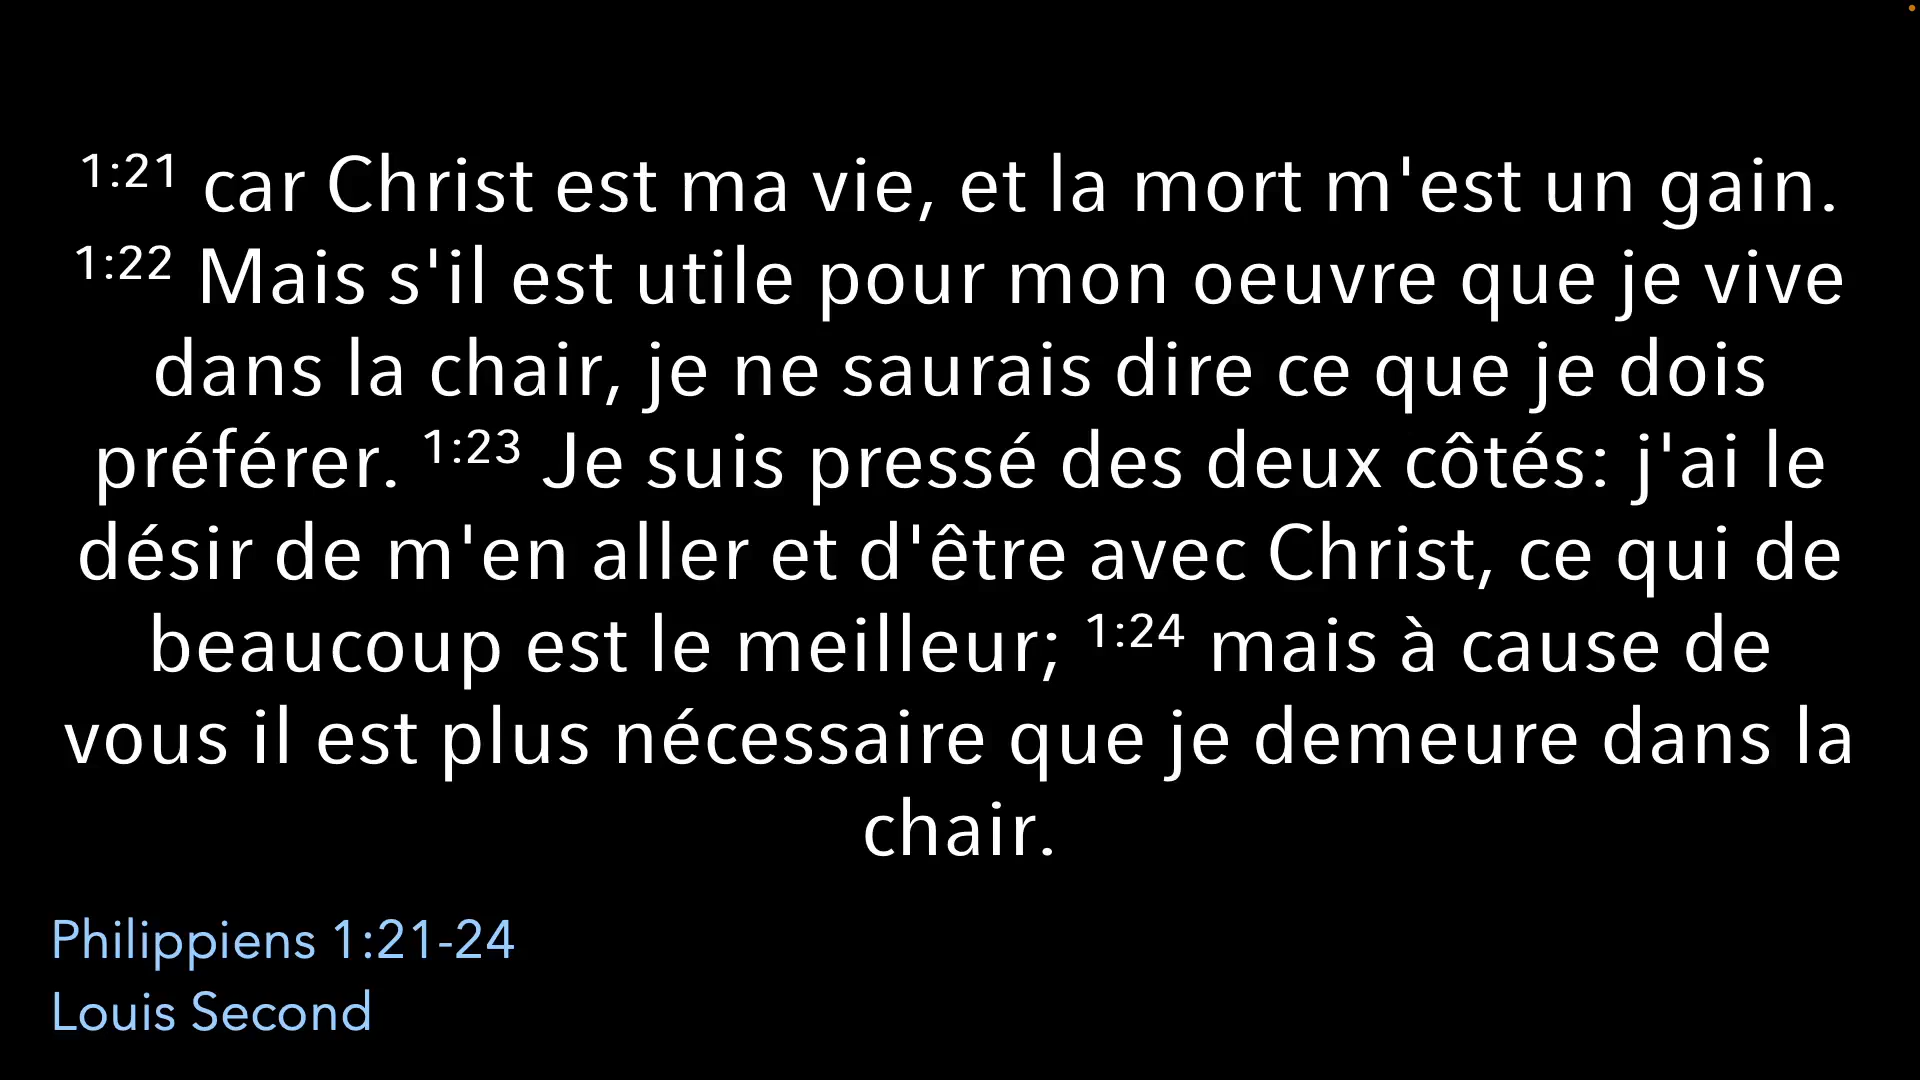 1:21 car Christ est ma vie, et la mort m'est un gain.
1:22 Mais s'il est utile pour mon oeuvre que je vive
dans la chair, je ne saurais dire ce que je dois
préférer. 1:23 Je suis pressé des deux côtés: j'ai le
désir de m'en aller et d'être avec Christ, ce qui de
beaucoup est le meilleur; 1:24 mais à cause de
vous il est plus nécessaire que je demeure dans la
chair.
Philippiens 1:21-24
Louis Second